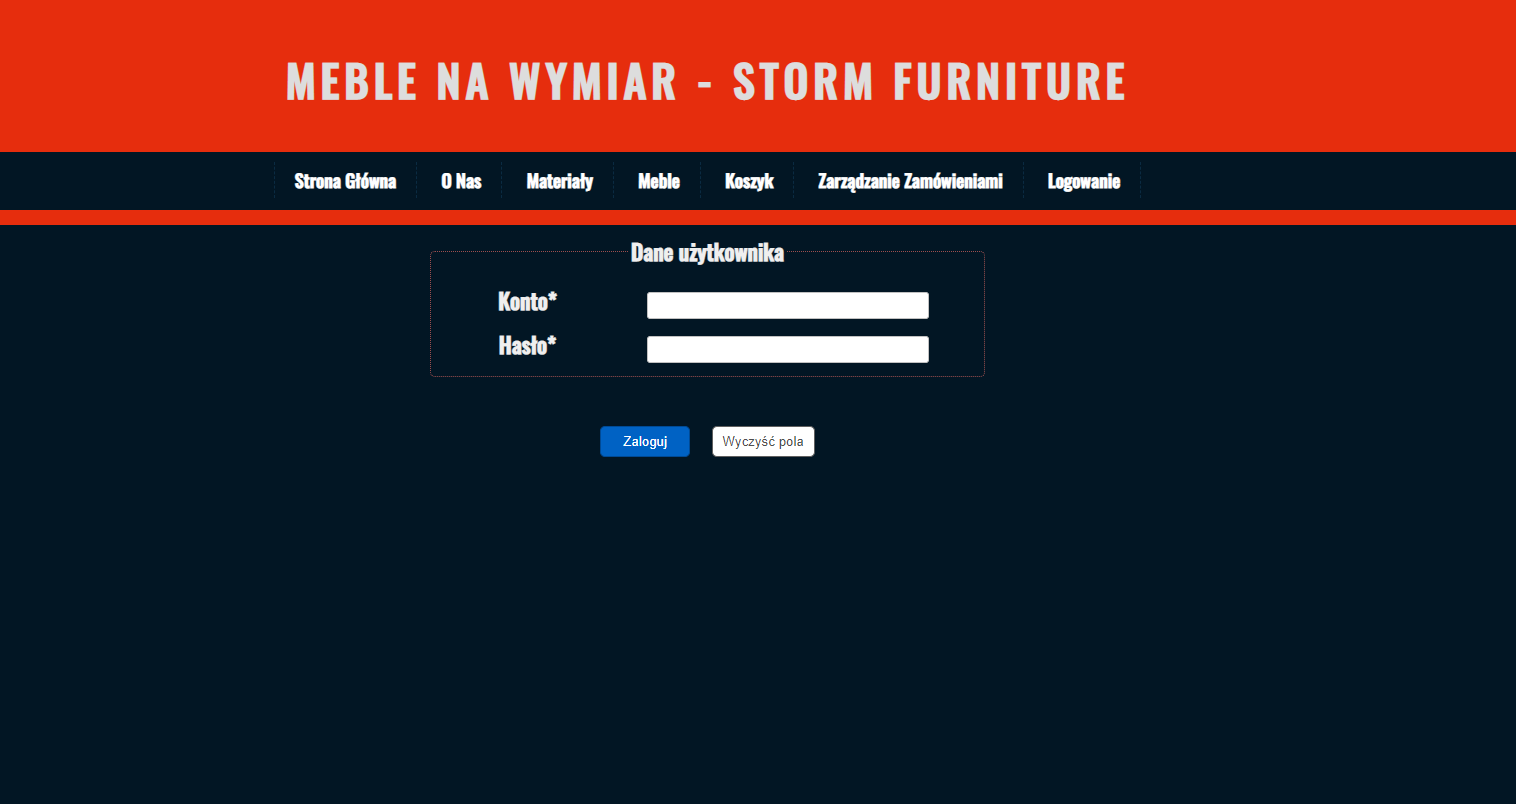 MEBLE NA WYMIAR - STORM FURNITURE
Strona Główna O Nas Materiały Meble Koszyk Zarządzanie Zamówieniami Logowanie
Dane użytkownika
Konto*
Hasło*
Zaloguj Wyczyść pola